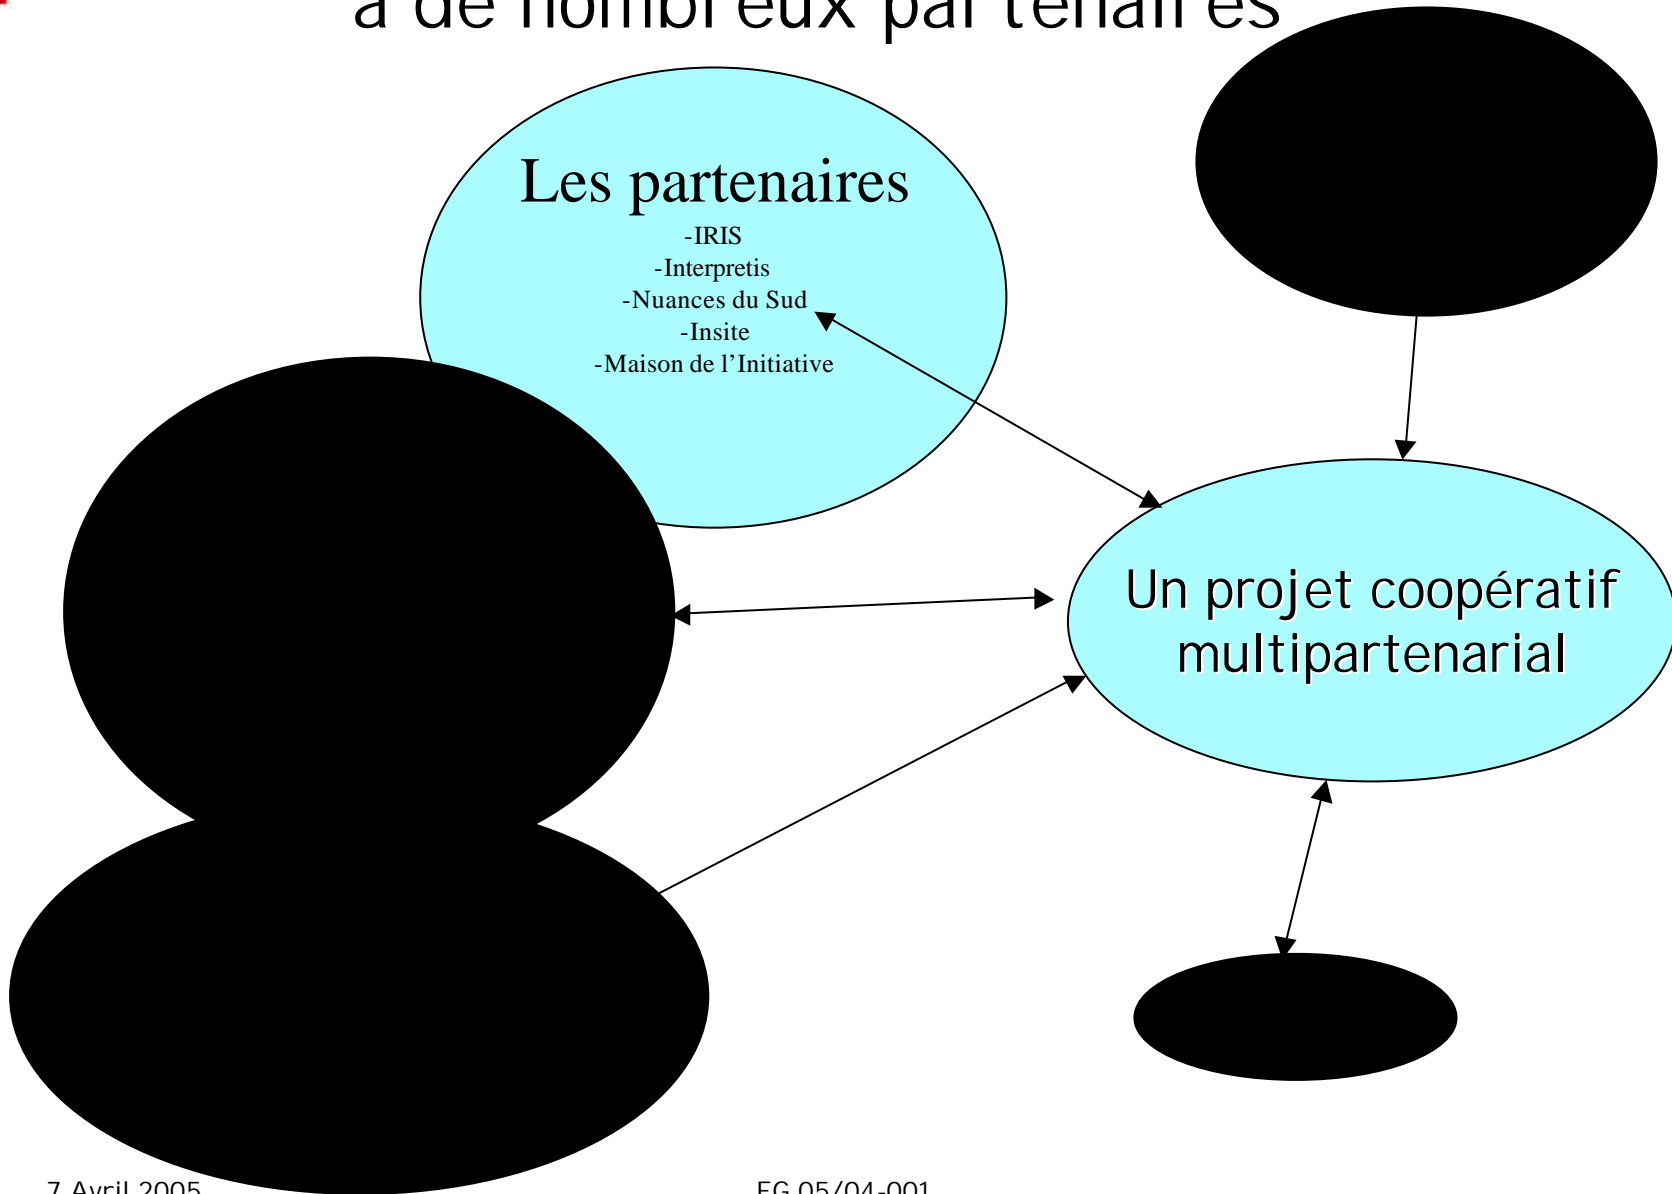 à de nombreux partenaires
Les partenaires
-IRIS
-Interpretis
-Nuances du Sud
-Insite
-Maison de l’Initiative
Un projet coopératif
multipartenarial
7 Avril 2005
EG 05/04-001